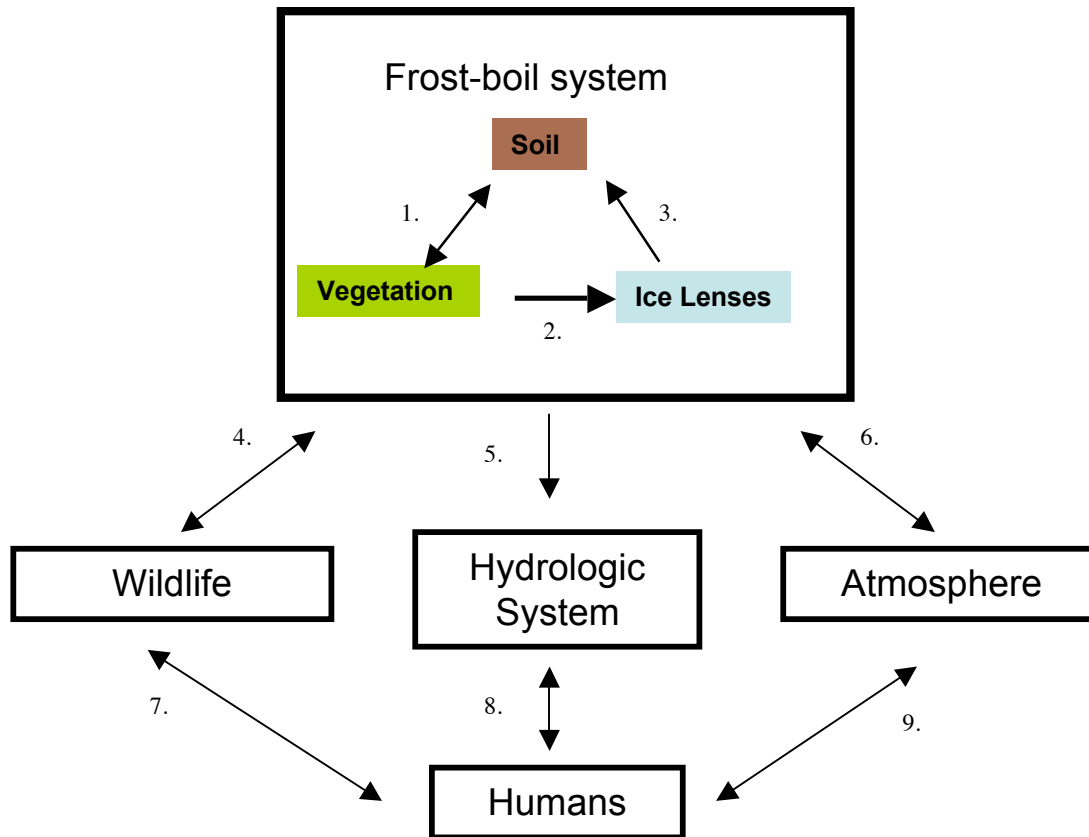 Frost-boil system
Soil
1.
3.
Vegetation
Ice Lenses
2.
4.
5.
6.
Wildlife
Hydrologic
System
Atmosphere
7.
8.
9.
Humans